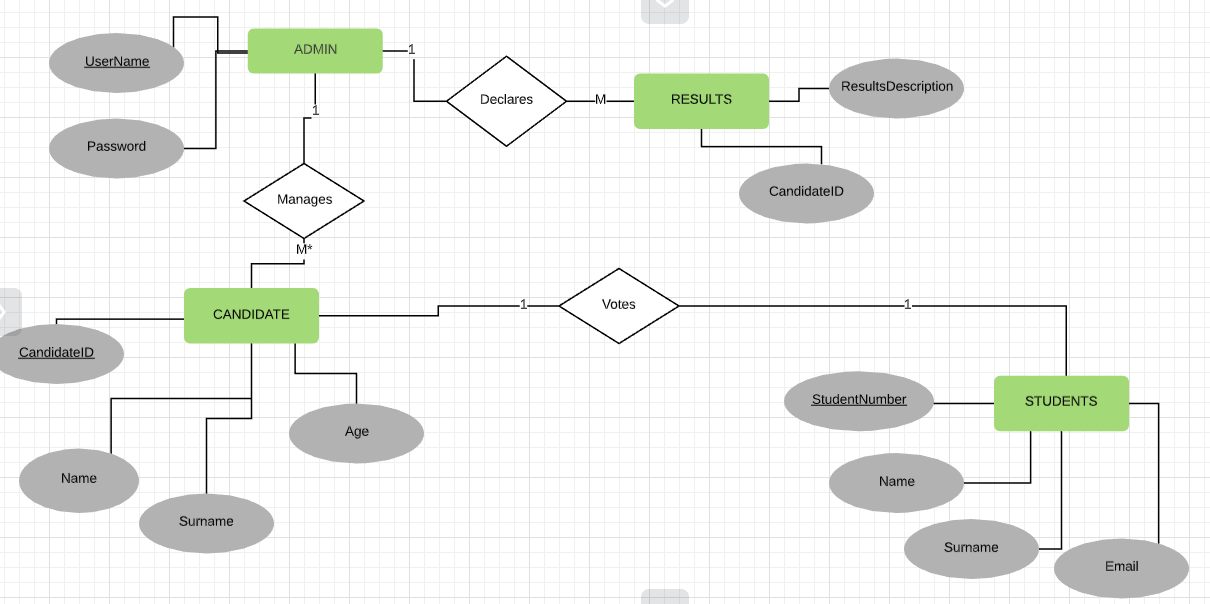 ADMIN
1
UserName
Declares
M
RESULTS
ResultsDescription
1
Password
CandidateID
Manages
M*
CANDIDATE
1
Votes
1
CandidateID
Age
Name
Surname
StudentNumber
STUDENTS
Name
Surname
Email